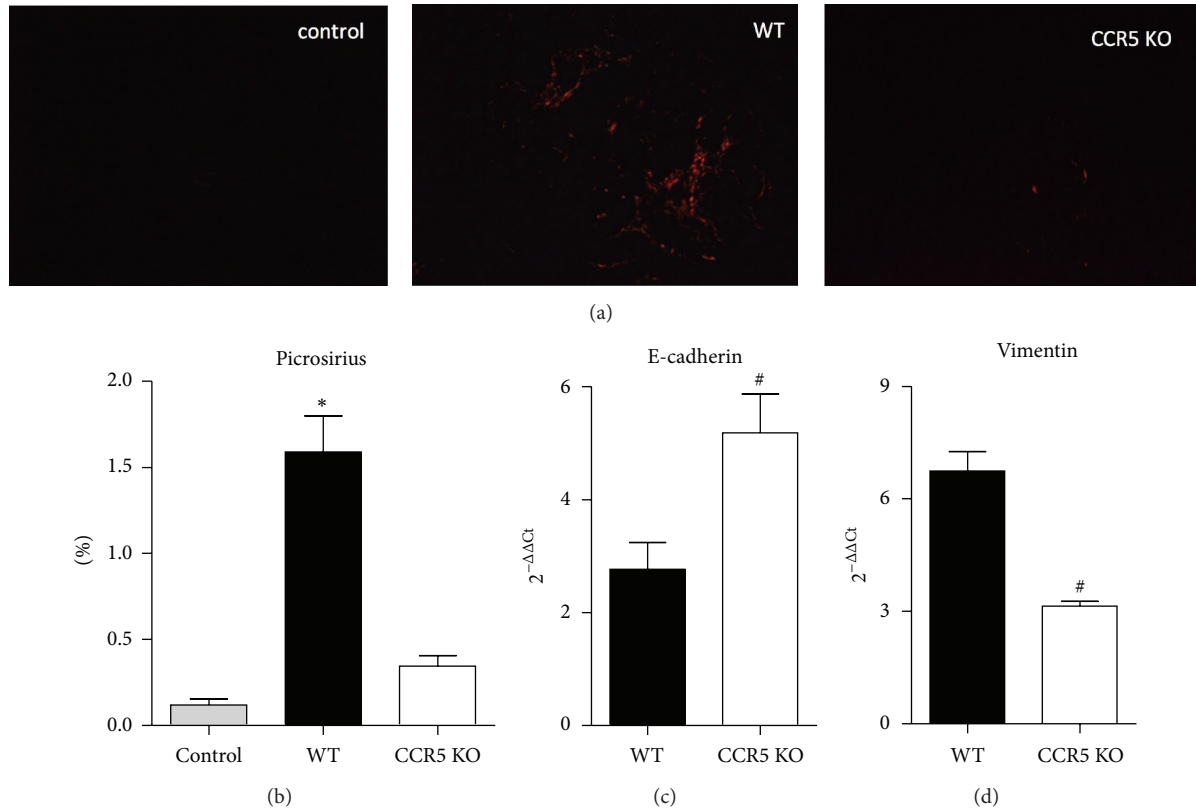 control
WT
CCR5 KO
(a)
Picrosirius
2.0
1.5
1.0
0.5
0.0
(%)
*
Control
WT
CCR5 KO
(b)
E-cadherin
6
4
2
0
2^−ΔΔCt
#
WT
CCR5 KO
(c)
Vimentin
9
6
3
0
2^−ΔΔCt
#
WT
CCR5 KO
(d)